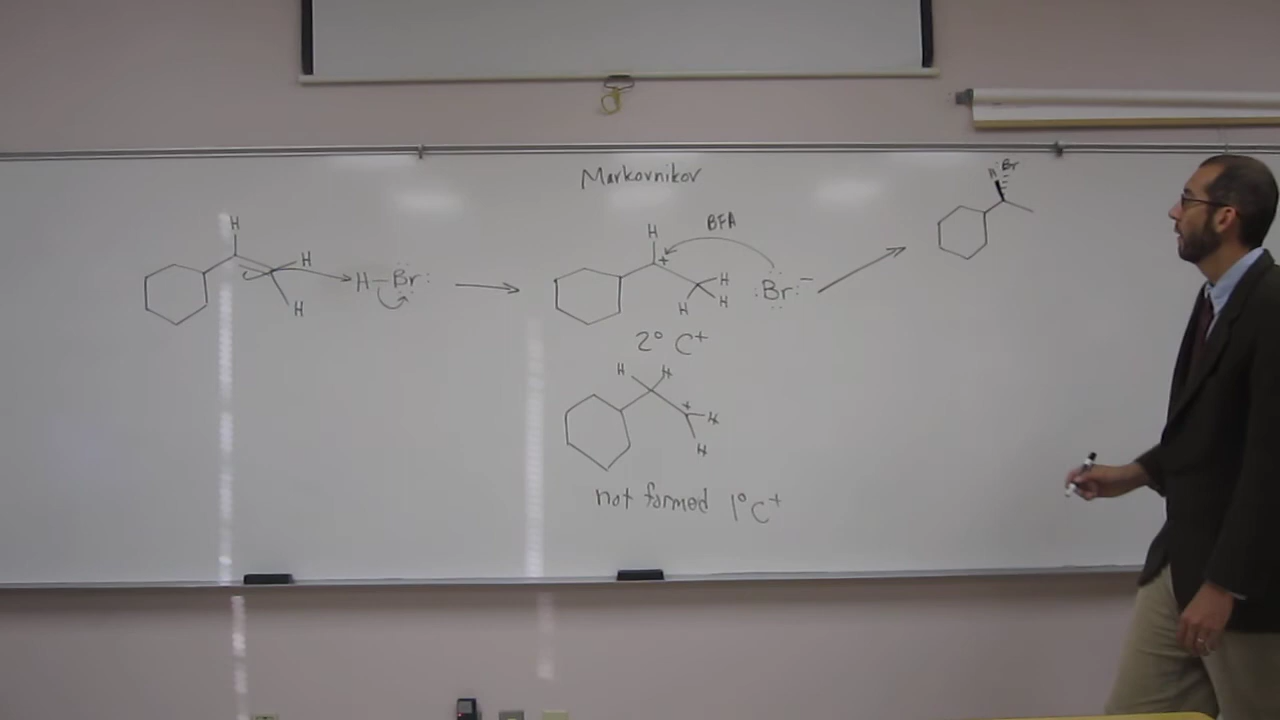 Markovnikov
H
H
H
H–Br:
H
+
H
H
H
BFA
:Br:⁻
H Br
2° C⁺
H
H
+
H
H
not formed 1° C⁺